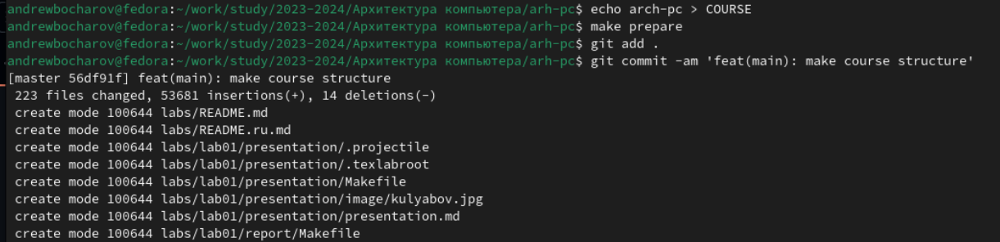 andrewbocharov@fedora:~/work/study/2023-2024/Архитектура компьютера/arh-pc$ echo arch-pc > COURSE
andrewbocharov@fedora:~/work/study/2023-2024/Архитектура компьютера/arh-pc$ make prepare
andrewbocharov@fedora:~/work/study/2023-2024/Архитектура компьютера/arh-pc$ git add .
andrewbocharov@fedora:~/work/study/2023-2024/Архитектура компьютера/arh-pc$ git commit -am 'feat(main): make course structure'
[master 56df91f] feat(main): make course structure
 223 files changed, 53681 insertions(+), 14 deletions(-)
 create mode 100644 labs/README.md
 create mode 100644 labs/README.ru.md
 create mode 100644 labs/lab01/presentation/.projectile
 create mode 100644 labs/lab01/presentation/.texlabroot
 create mode 100644 labs/lab01/presentation/Makefile
 create mode 100644 labs/lab01/presentation/image/kulyabov.jpg
 create mode 100644 labs/lab01/presentation/presentation.md
 create mode 100644 labs/lab01/report/Makefile